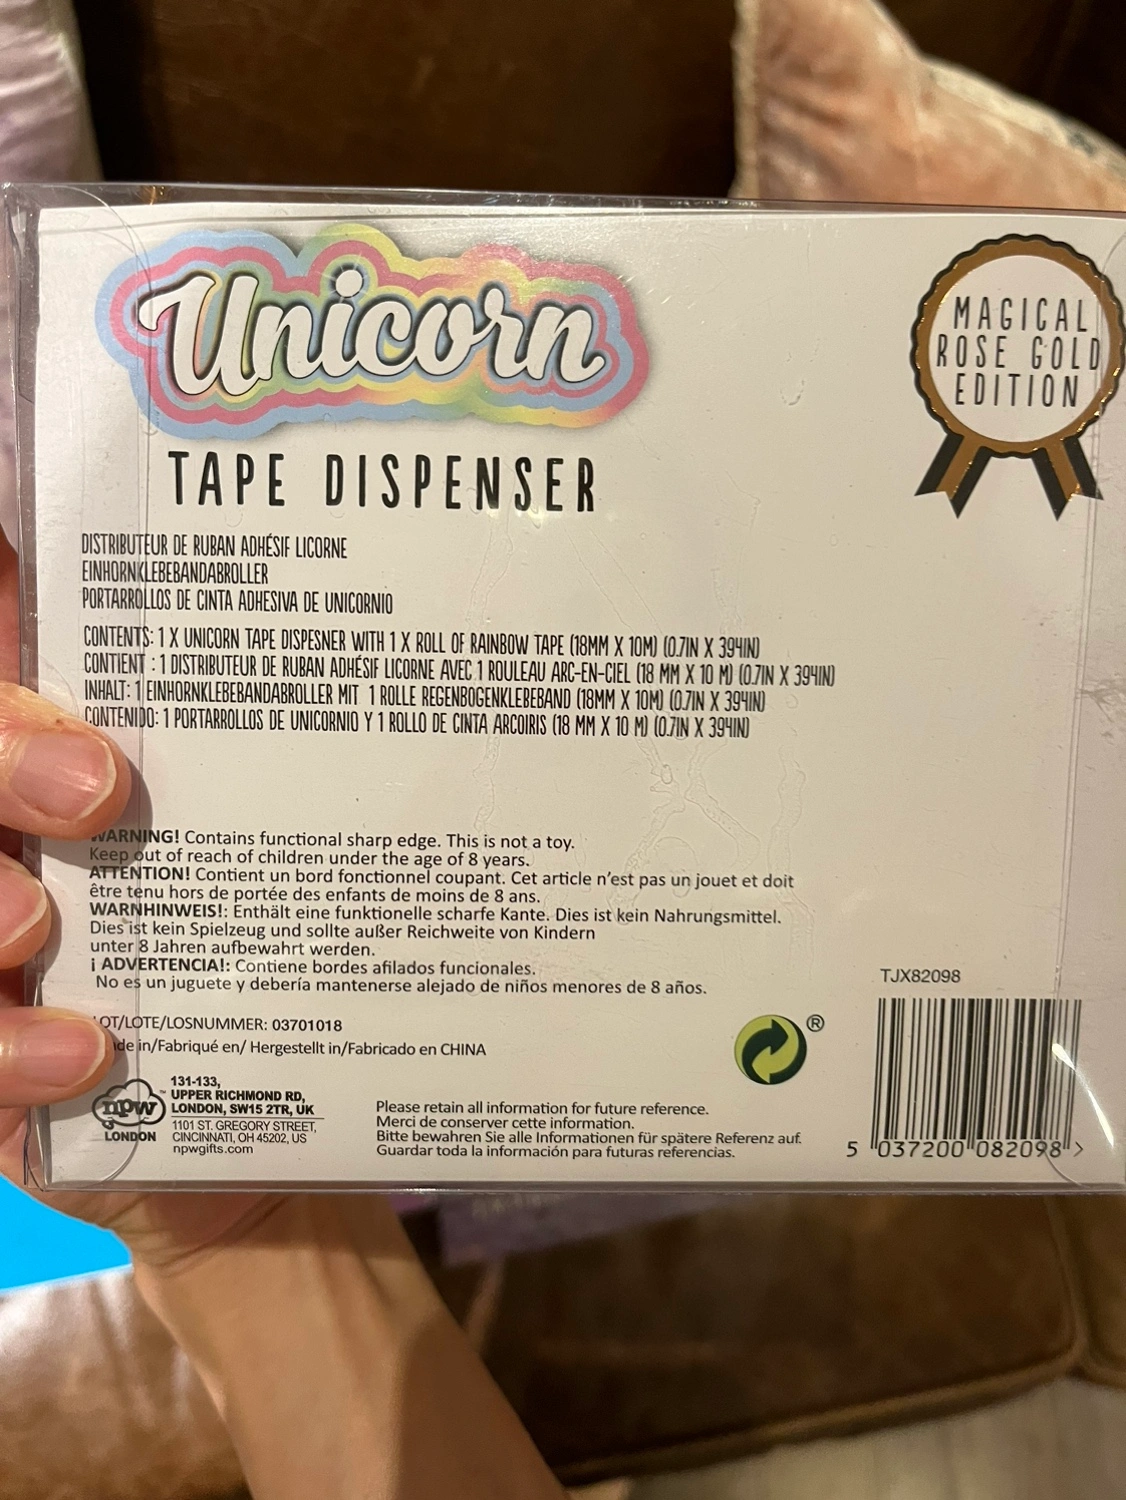 Unicorn
MAGICAL
ROSE GOLD
EDITION
TAPE DISPENSER
DISTRIBUTEUR DE RUBAN ADHÉSIF LICORNE
EINHORNKLEBEBANDABROLLER
PORTARROLLOS DE CINTA ADHESIVA DE UNICORNIO
CONTENTS: 1 X UNICORN TAPE DISPESNER WITH 1 X ROLL OF RAINBOW TAPE (18MM X 10M) (0.7IN X 394IN)
CONTIENT : 1 DISTRIBUTEUR DE RUBAN ADHÉSIF LICORNE AVEC 1 ROULEAU ARC-EN-CIEL (18 MM X 10 M) (0.7IN X 394IN)
INHALT: 1 EINHORNKLEBEBANDABROLLER MIT 1 ROLLE REGENBOGENKLEBEBAND (18MM X 10M) (0.7IN X 394IN)
CONTENIDO: 1 PORTARROLLOS DE UNICORNIO Y 1 ROLLO DE CINTA ARCOIRIS (18 MM X 10 M) (0.7IN X 394IN)
WARNING! Contains functional sharp edge. This is not a toy.
Keep out of reach of children under the age of 8 years.
ATTENTION! Contient un bord fonctionnel coupant. Cet article n'est pas un jouet et doit
être tenu hors de portée des enfants de moins de 8 ans.
WARNHINWEIS!: Enthält eine funktionelle scharfe Kante. Dies ist kein Nahrungsmittel.
Dies ist kein Spielzeug und sollte außer Reichweite von Kindern
unter 8 Jahren aufbewahrt werden.
¡ ADVERTENCIA!: Contiene bordes afilados funcionales.
No es un juguete y debería mantenerse alejado de niños menores de 8 años.
TJX82098
OT/LOTE/LOSNUMMER: 03701018
de in/Fabriqué en/ Hergestellt in/Fabricado en CHINA
®
npw™
LONDON
131-133,
UPPER RICHMOND RD,
LONDON, SW15 2TR, UK
1101 ST. GREGORY STREET,
CINCINNATI, OH 45202, US
npwgifts.com
Please retain all information for future reference.
Merci de conserver cette information.
Bitte bewahren Sie alle Informationen für spätere Referenz auf.
Guardar toda la información para futuras referencias.
5 037200 082098 >